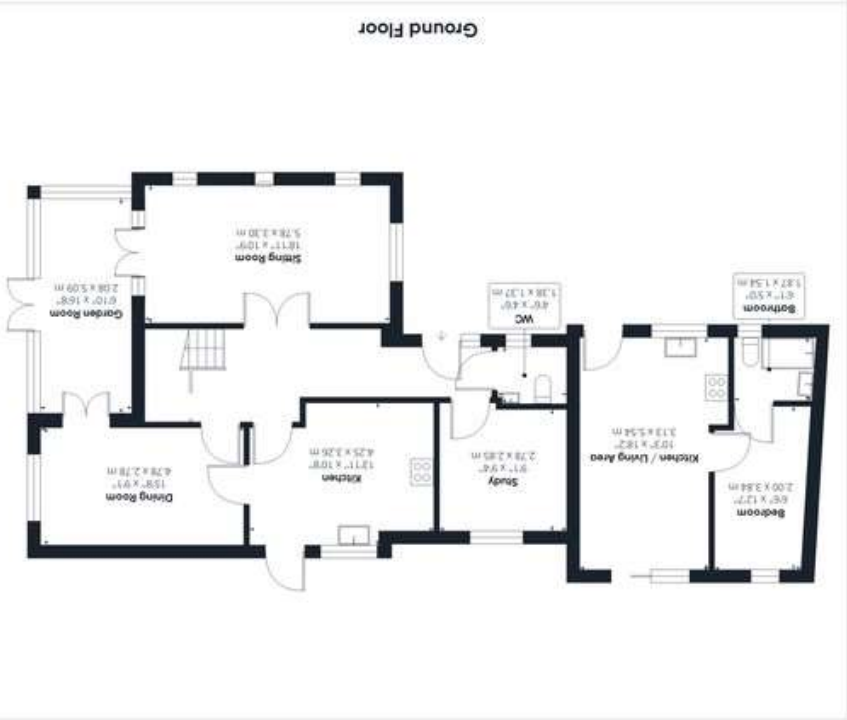 Bedroom
6'6" x 12'7"
2.00 x 3.84 m
Kitchen / Living Area
10'3" x 18'2"
3.13 x 5.54 m
Study
9'1" x 9'4"
2.78 x 2.85 m
Kitchen
13'11" x 10'8"
4.25 x 3.26 m
Dining Room
15'8" x 9'1"
4.78 x 2.78 m
Bathroom
6'1" x 5'0"
1.87 x 1.54 m
WC
4'6" x 4'6"
1.38 x 1.37 m
Sitting Room
18'11" x 10'9"
5.78 x 3.30 m
Garden Room
6'10" x 16'8"
2.08 x 5.09 m
Ground Floor